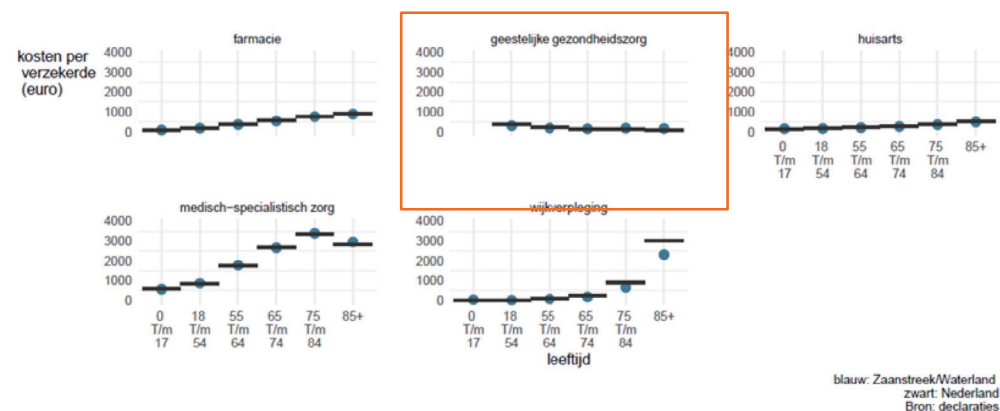 farmacie
geestelijke gezondheidszorg
huisarts
kosten per
verzekerde
(euro)
4000
3000
2000
1000
0
4000
3000
2000
1000
0
4000
3000
2000
1000
0
0 18 55 65 75 85+
T/m T/m T/m T/m T/m
17 54 64 74 84
medisch-specialistisch zorg
wijkverpleging
4000
3000
2000
1000
0
4000
3000
2000
1000
0
0 18 55 65 75 85+
T/m T/m T/m T/m T/m
17 54 64 74 84
0 18 55 65 75 85+
T/m T/m T/m T/m T/m
17 54 64 74 84
leeftijd
blauw: Zaanstreek/Waterland
zwart: Nederland
Bron: declaraties